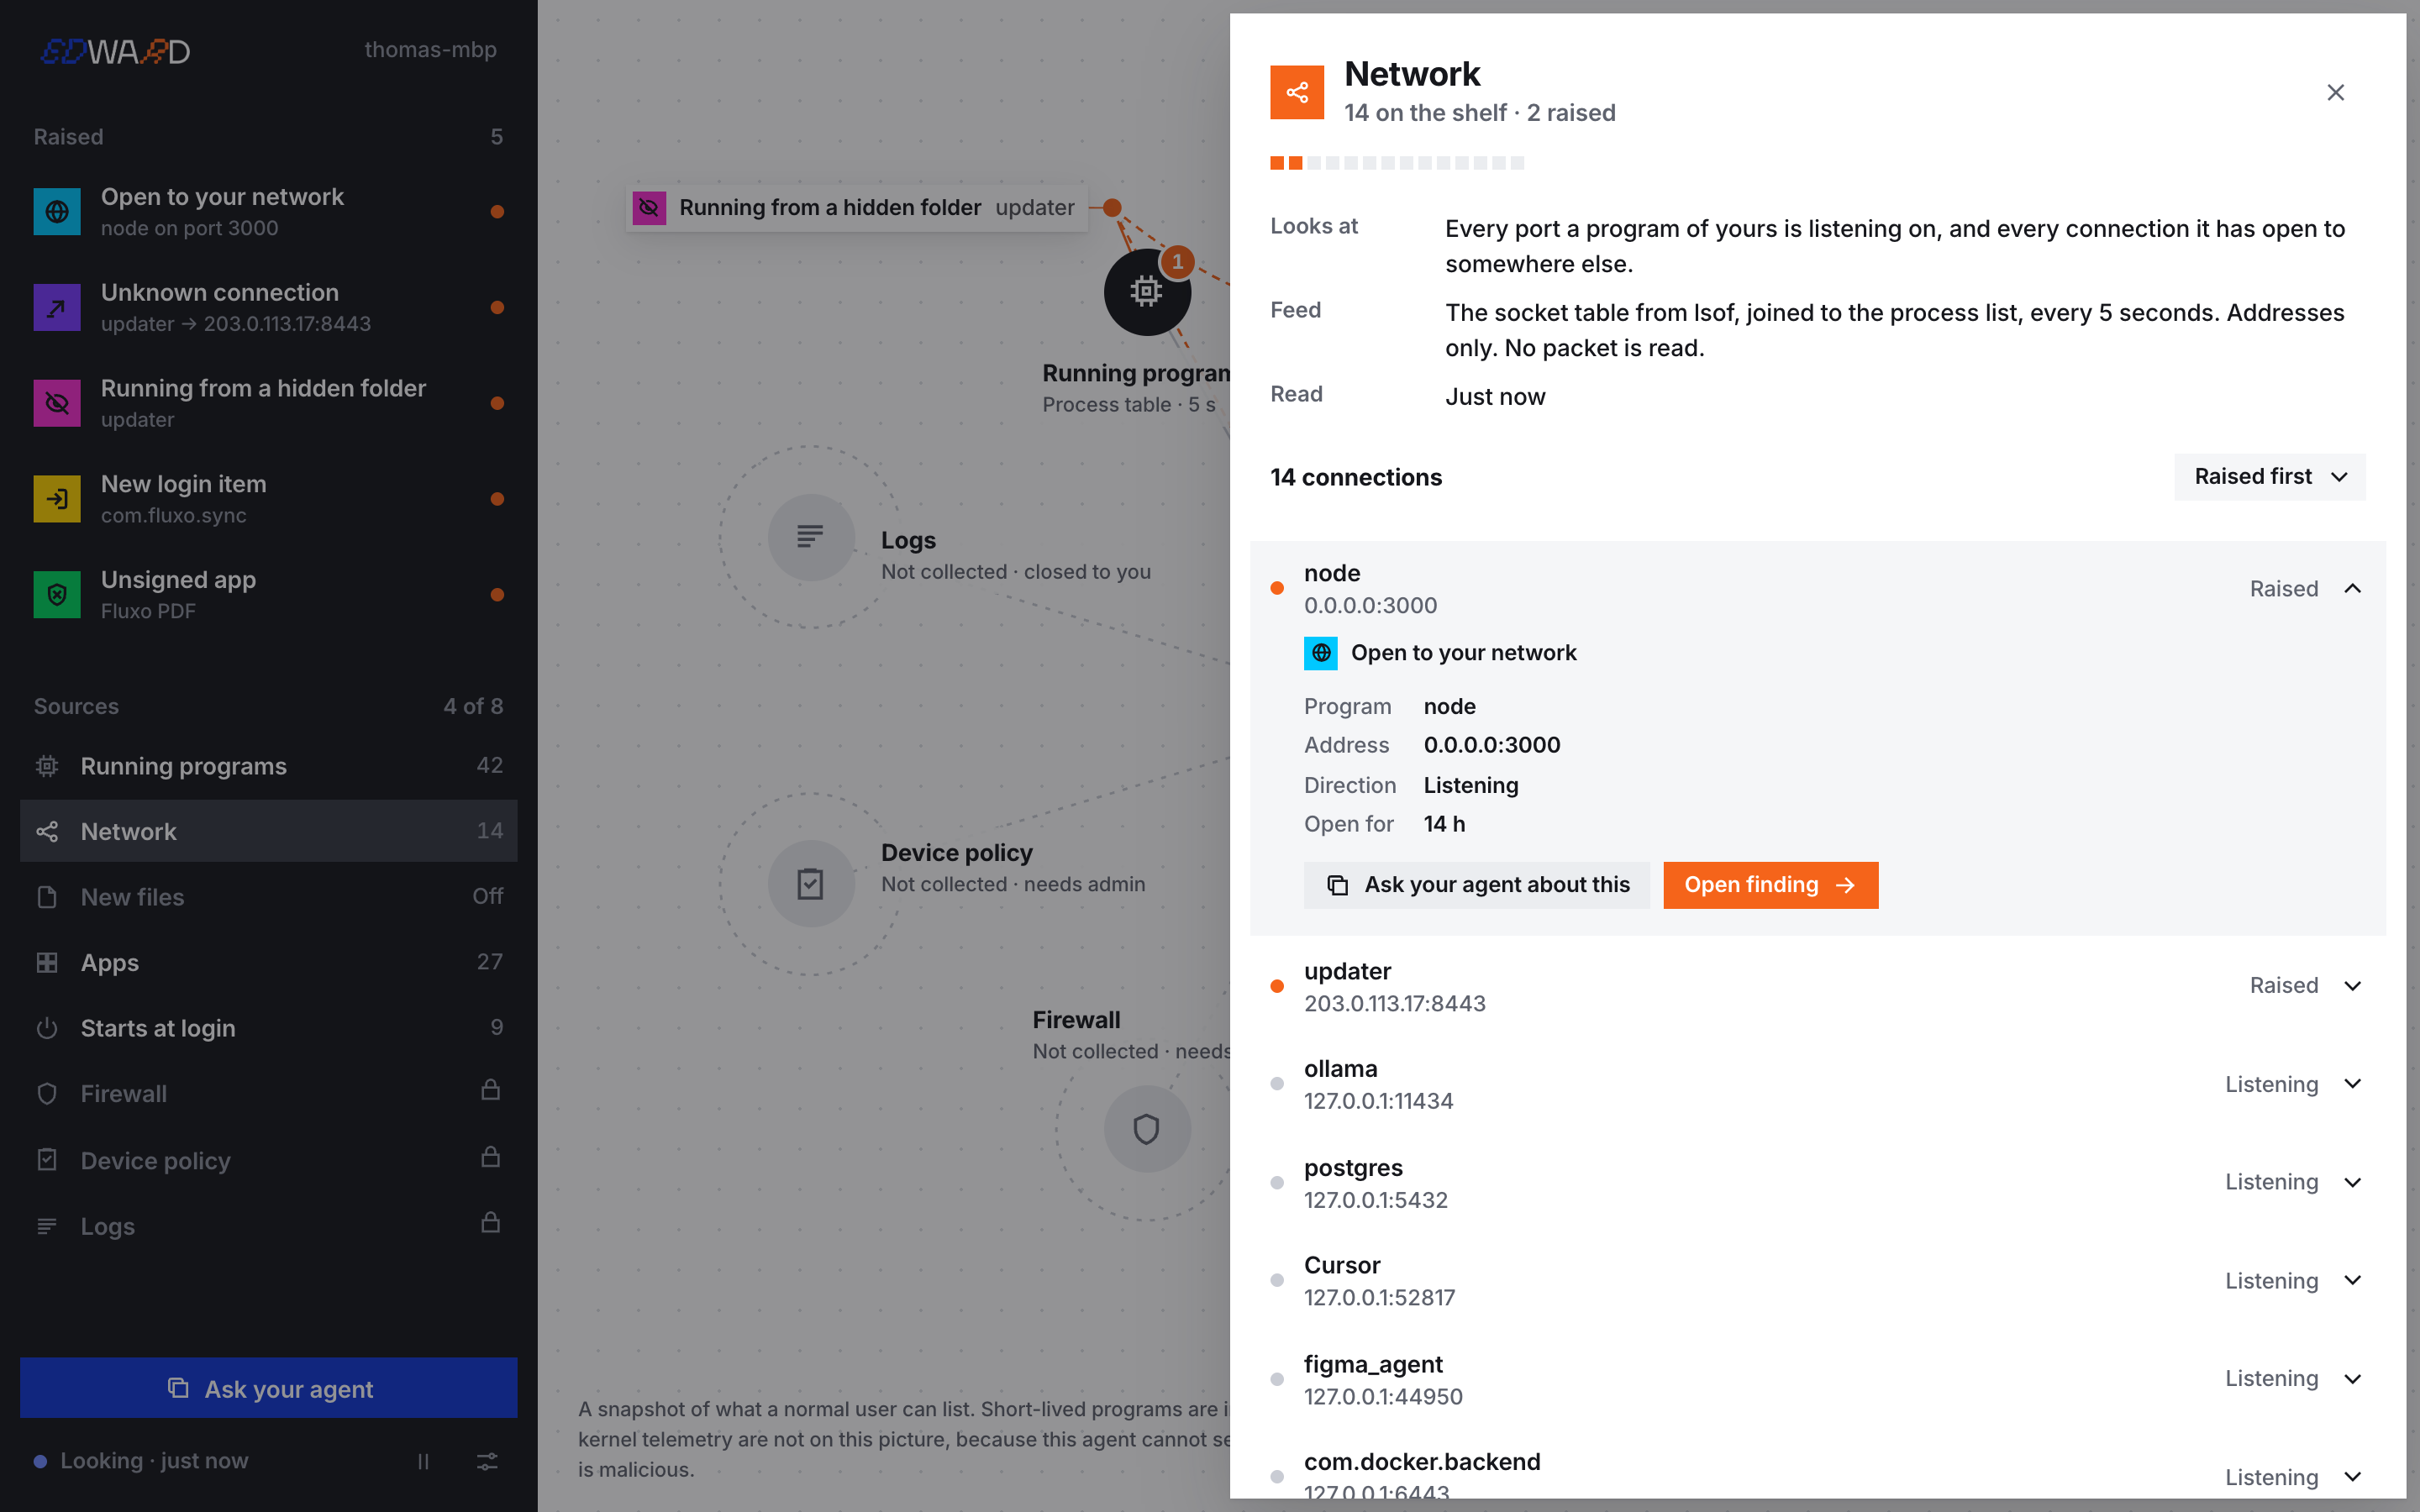 EDWARD
thomas-mbp
Raised 5
Open to your network
node on port 3000
Unknown connection
updater → 203.0.113.17:8443
Running from a hidden folder
updater
New login item
com.fluxo.sync
Unsigned app
Fluxo PDF
Sources 4 of 8
Running programs 42
Network 14
New files Off
Apps 27
Starts at login 9
Firewall
Device policy
Logs
Ask your agent
Looking · just now
Running from a hidden folder updater
1
Running program
Process table · 5 s
Logs
Not collected · closed to you
Device policy
Not collected · needs admin
Firewall
Not collected · needs
A snapshot of what a normal user can list. Short-lived programs are
kernel telemetry are not on this picture, because this agent cannot
is malicious.
Network
14 on the shelf · 2 raised
Looks at
Every port a program of yours is listening on, and every connection it has open to
somewhere else.
Feed
The socket table from lsof, joined to the process list, every 5 seconds. Addresses
only. No packet is read.
Read
Just now
14 connections
Raised first
node
0.0.0.0:3000
Raised
Open to your network
Program node
Address 0.0.0.0:3000
Direction Listening
Open for 14 h
Ask your agent about this
Open finding →
updater
203.0.113.17:8443
Raised
ollama
127.0.0.1:11434
Listening
postgres
127.0.0.1:5432
Listening
Cursor
127.0.0.1:52817
Listening
figma_agent
127.0.0.1:44950
Listening
com.docker.backend
127.0.0.1:6443
Listening